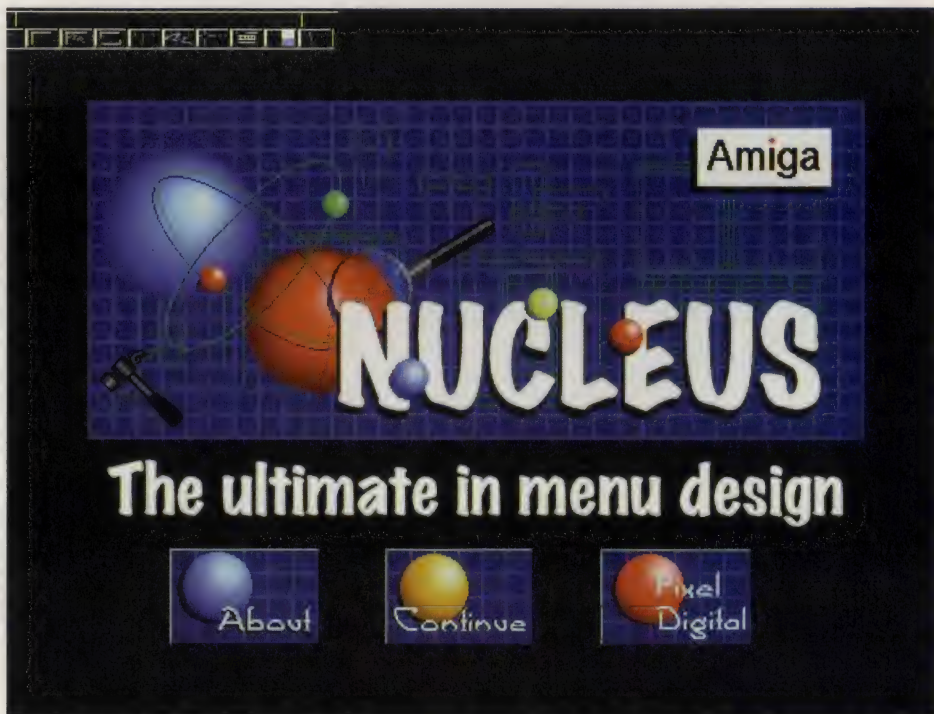 Amiga
NUCLEUS
The ultimate in menu design
About
Continue
Pixel
Digital